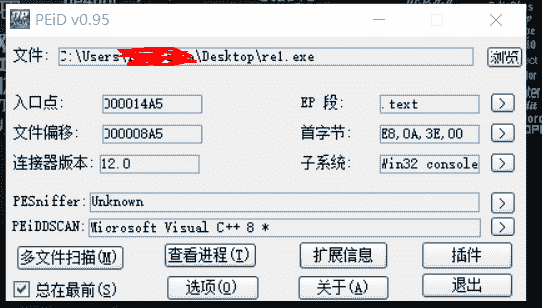 PEiD v0.95
文件: C:\Users\ \Desktop\re1.exe 浏览
入口点: 000014A5 EP 段: .text >
文件偏移: 000008A5 首字节: E8,0A,3E,00 >
连接器版本: 12.0 子系统: Win32 console >
PESniffer: Unknown >
PEiDDSCAN: Microsoft Visual C++ 8 * >
多文件扫描(M) 查看进程(T) 扩展信息 插件
总在最前(S) 选项(O) 关于(A) 退出